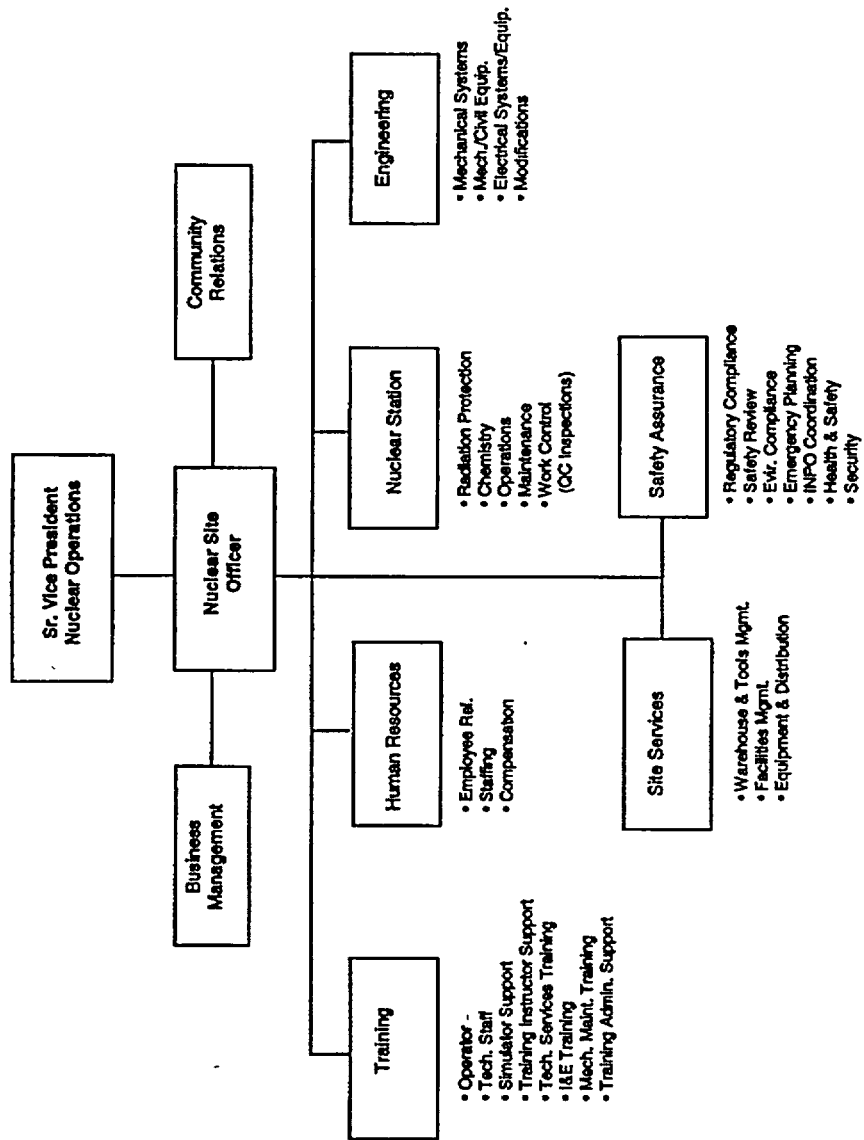 Sr. Vice President
Nuclear Operations
Business
Management
Nuclear Site
Officer
Community
Relations
Training
• Operator -
• Tech. Staff
• Simulator Support
• Training Instructor Support
• Tech. Services Training
• I&E Training
• Mech. Maint. Training
• Training Admin. Support
Human Resources
• Employee Rel.
• Staffing
• Compensation
Nuclear Station
• Radiation Protection
• Chemistry
• Operations
• Maintenance
• Work Control
(QC Inspections)
Engineering
• Mechanical Systems
• Mech./Civil Equip.
• Electrical Systems/Equip.
• Modifications
Site Services
• Warehouse & Tools Mgmt.
• Facilities Mgmt.
• Equipment & Distribution
Safety Assurance
• Regulatory Compliance
• Safety Review
• Evir. Compliance
• Emergency Planning
• INPO Coordination
• Health & Safety
• Security